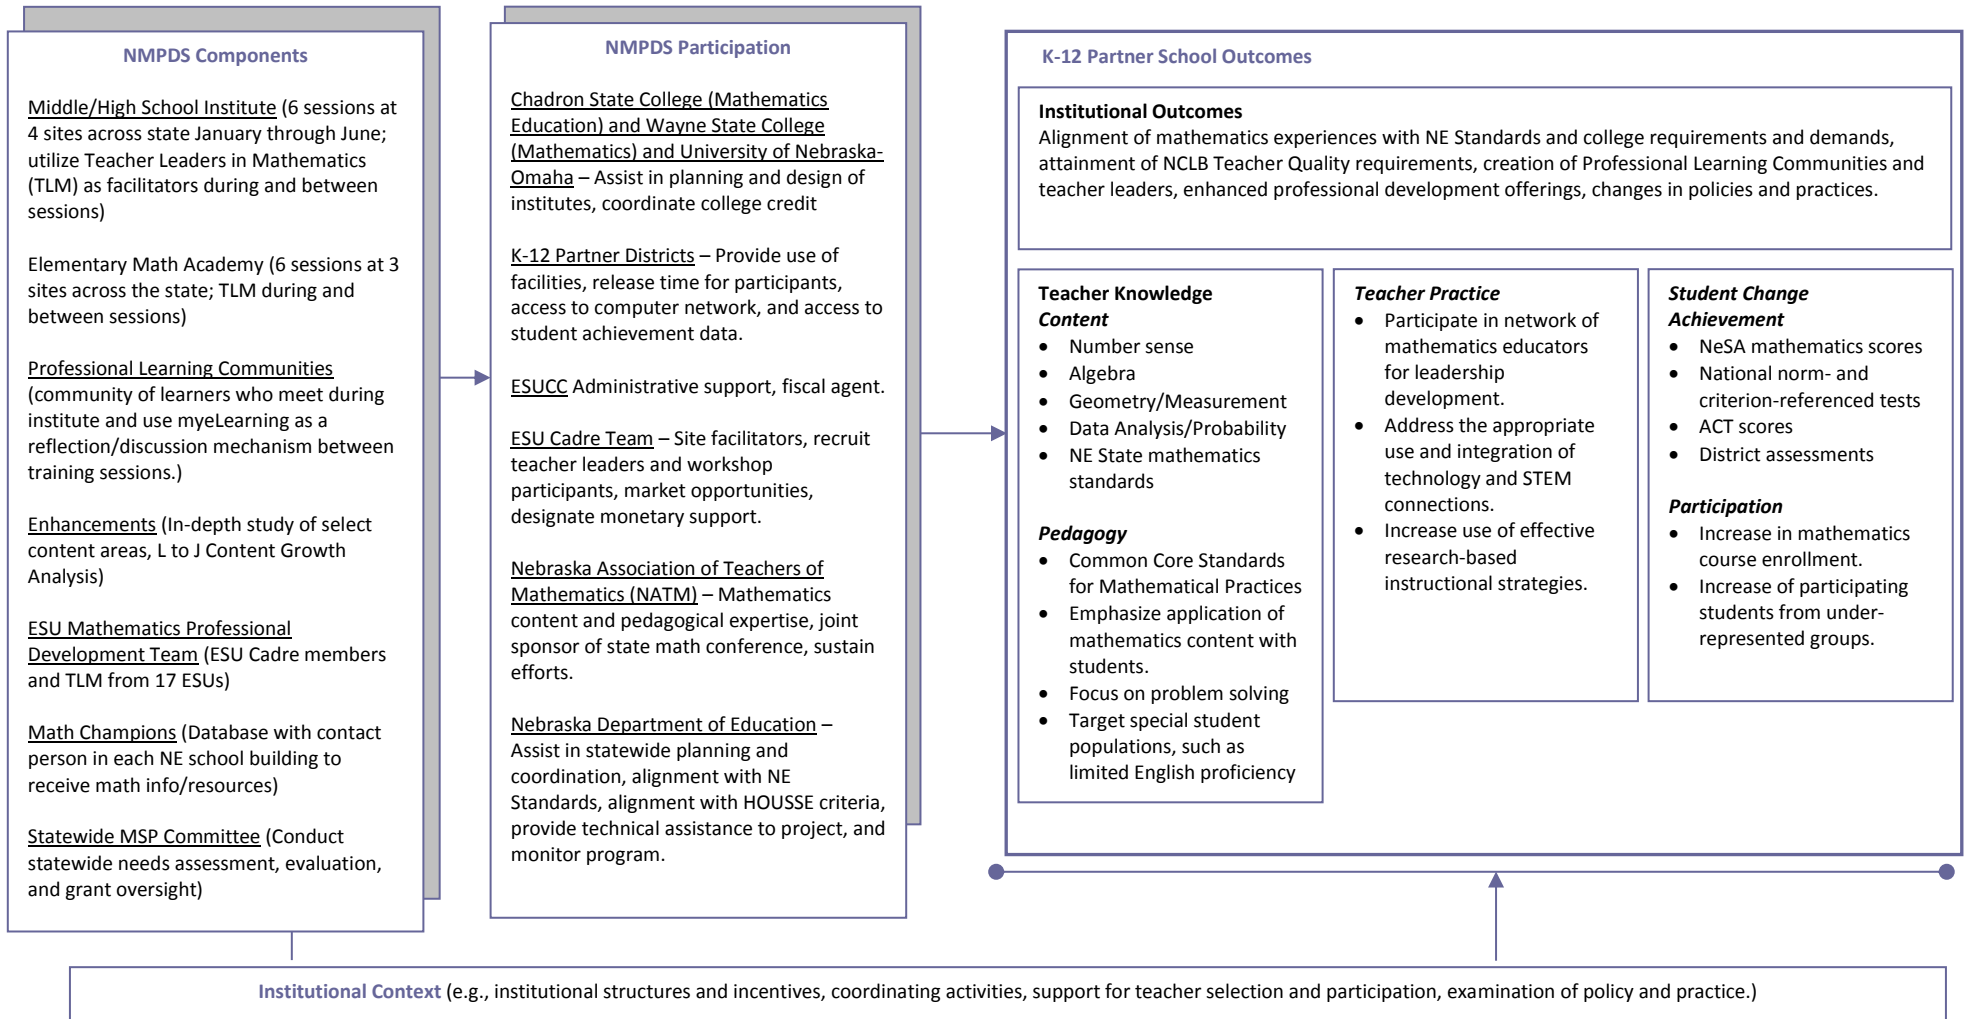 NMPDS Components
Middle/High School Institute (6 sessions at
4 sites across state January through June;
utilize Teacher Leaders in Mathematics
(TLM) as facilitators during and between
sessions)
Elementary Math Academy (6 sessions at 3
sites across the state; TLM during and
between sessions)
Professional Learning Communities
(community of learners who meet during
institute and use myeLearning as a
reflection/discussion mechanism between
training sessions.)
Enhancements (In-depth study of select
content areas, L to J Content Growth
Analysis)
ESU Mathematics Professional
Development Team (ESU Cadre members
and TLM from 17 ESUs)
Math Champions (Database with contact
person in each NE school building to
receive math info/resources)
Statewide MSP Committee (Conduct
statewide needs assessment, evaluation,
and grant oversight)
NMPDS Participation
Chadron State College (Mathematics
Education) and Wayne State College
(Mathematics) and University of Nebraska-
Omaha – Assist in planning and design of
institutes, coordinate college credit
K-12 Partner Districts – Provide use of
facilities, release time for participants,
access to computer network, and access to
student achievement data.
ESUCC Administrative support, fiscal agent.
ESU Cadre Team – Site facilitators, recruit
teacher leaders and workshop
participants, market opportunities,
designate monetary support.
Nebraska Association of Teachers of
Mathematics (NATM) – Mathematics
content and pedagogical expertise, joint
sponsor of state math conference, sustain
efforts.
Nebraska Department of Education –
Assist in statewide planning and
coordination, alignment with NE
Standards, alignment with HOUSSE criteria,
provide technical assistance to project, and
monitor program.
K-12 Partner School Outcomes
Institutional Outcomes
Alignment of mathematics experiences with NE Standards and college requirements and demands,
attainment of NCLB Teacher Quality requirements, creation of Professional Learning Communities and
teacher leaders, enhanced professional development offerings, changes in policies and practices.
Teacher Knowledge
Content
• Number sense
• Algebra
• Geometry/Measurement
• Data Analysis/Probability
• NE State mathematics
standards
Pedagogy
• Common Core Standards
for Mathematical Practices
• Emphasize application of
mathematics content with
students.
• Focus on problem solving
• Target special student
populations, such as
limited English proficiency
Teacher Practice
• Participate in network of
mathematics educators
for leadership
development.
• Address the appropriate
use and integration of
technology and STEM
connections.
• Increase use of effective
research-based
instructional strategies.
Student Change
Achievement
• NeSA mathematics scores
• National norm- and
criterion-referenced tests
• ACT scores
• District assessments
Participation
• Increase in mathematics
course enrollment.
• Increase of participating
students from under-
represented groups.
Institutional Context (e.g., institutional structures and incentives, coordinating activities, support for teacher selection and participation, examination of policy and practice.)